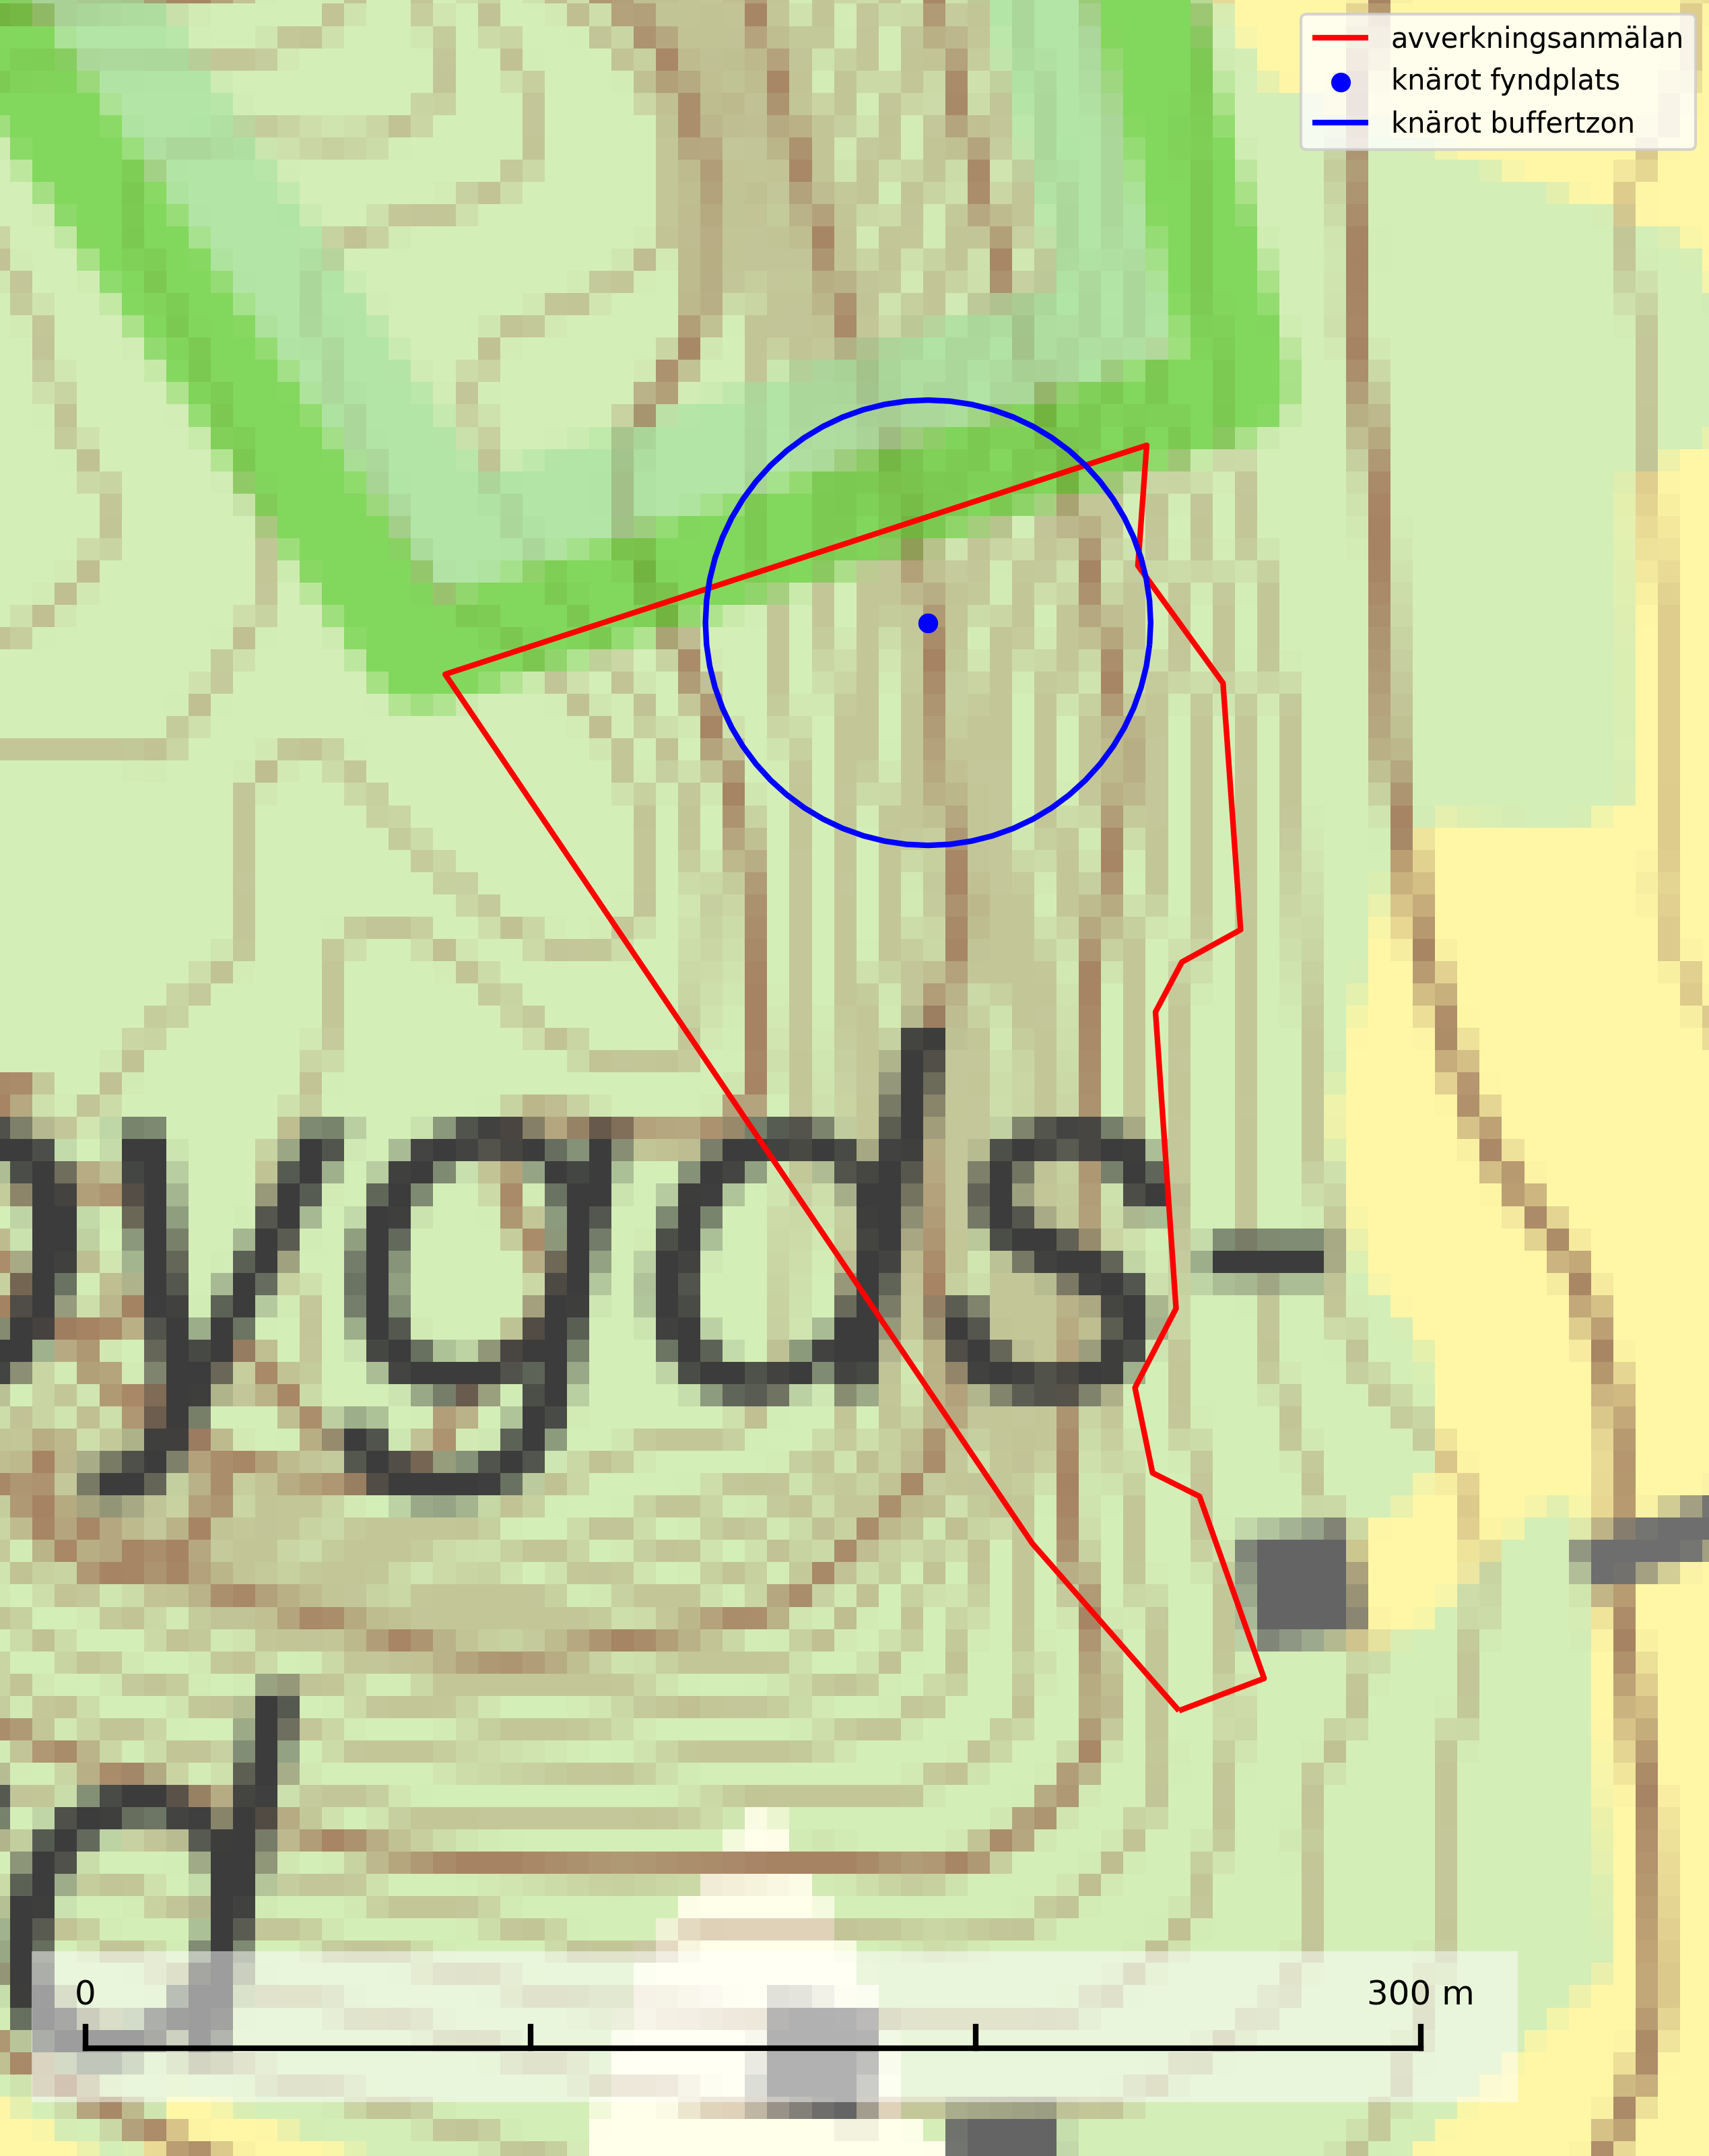 avverkningsanmälan
knärot fyndplats
knärot buffertzon
ygds -
0
300 m